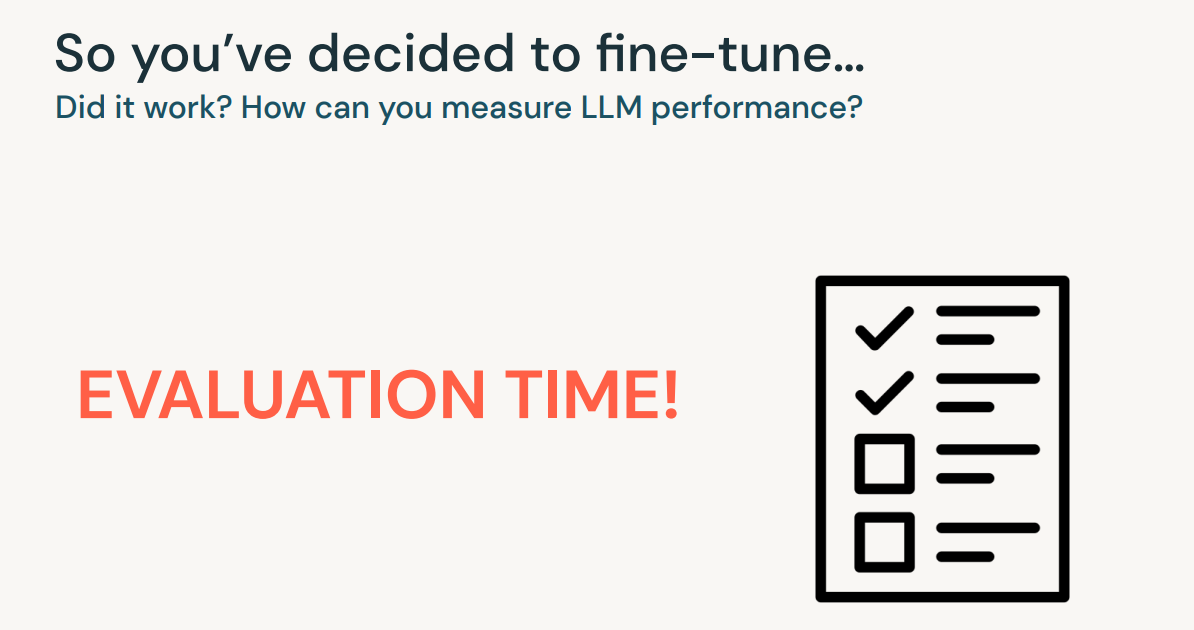 So you’ve decided to fine-tune…
Did it work? How can you measure LLM performance?
EVALUATION TIME!